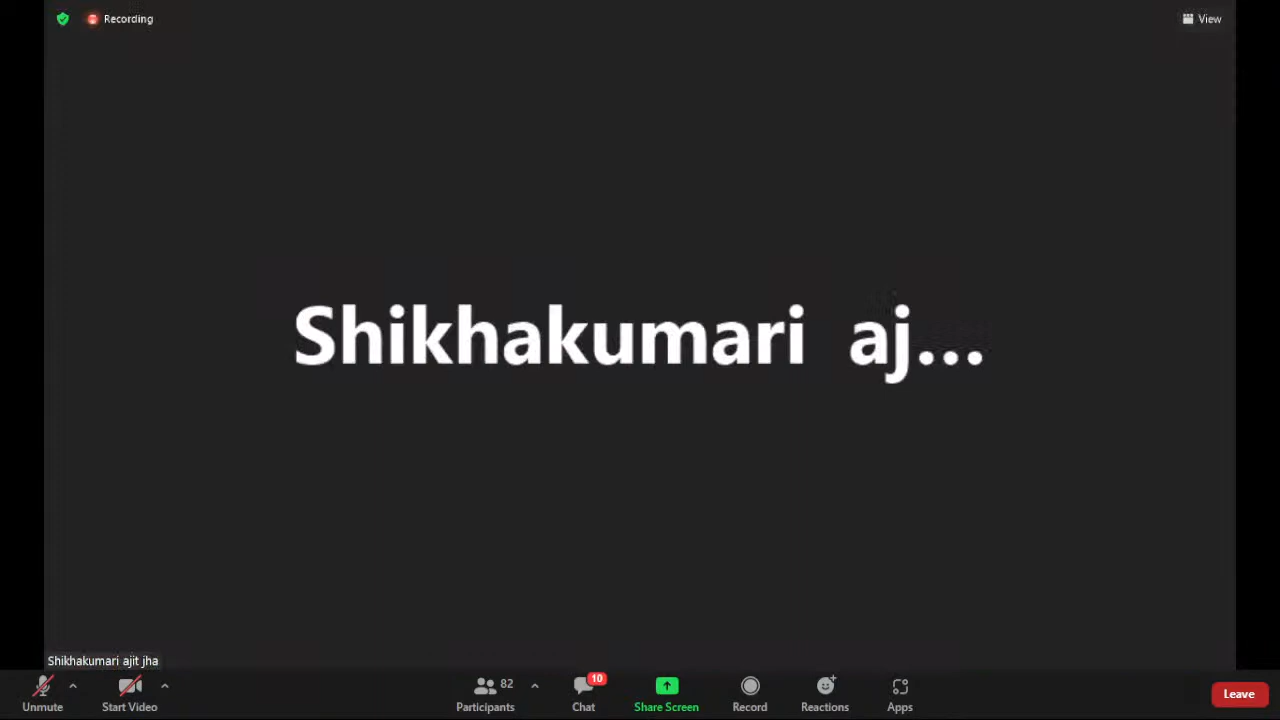 Recording
View
Shikhakumari aj...
Shikhakumari ajit jha
82
10
Unmute
Start Video
Participants
Chat
Share Screen
Record
Reactions
Apps
Leave